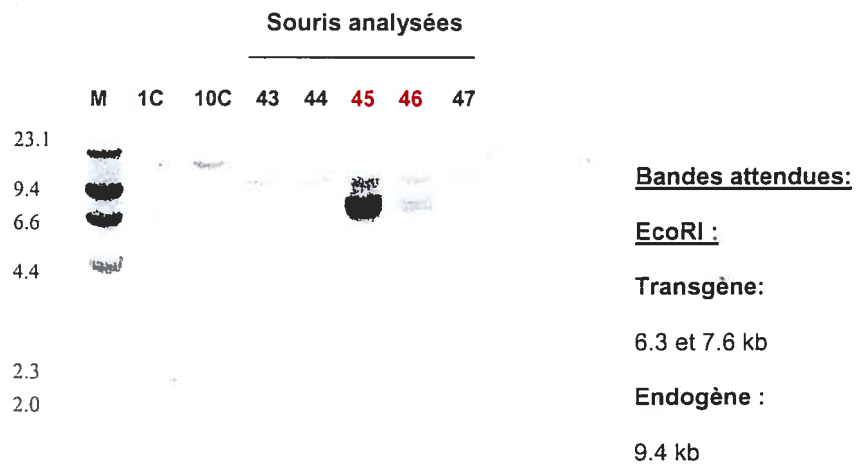 Souris analysées
M 1C 10C 43 44 45 46 47
23.1
9.4
6.6
4.4
2.3
2.0
Bandes attendues:
EcoRI :
Transgène:
6.3 et 7.6 kb
Endogène :
9.4 kb